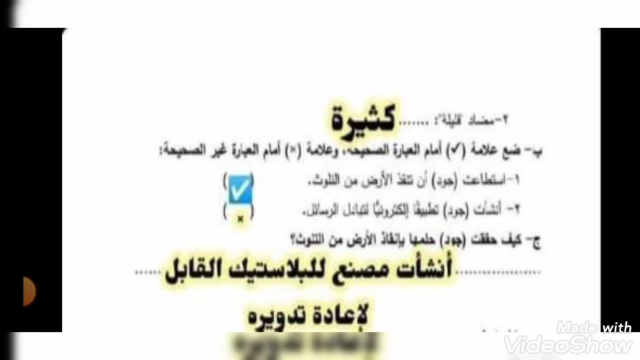 ٢- مضاد "قليلة": ...... كثيرة
ب- ضع علامة (✓) أمام العبارة الصحيحة، وعلامة (×) أمام العبارة غير الصحيحة:
١- استطاعت (جود) أن تنقذ الأرض من التلوث. (✓)
٢- أنشأت (جود) تطبيقًا إلكترونيًّا لتبادل الرسائل. (×)
ج- كيف حققت (جود) حلمها بإنقاذ الأرض من التلوث؟
أنشأت مصنع للبلاستيك القابل
لإعادة تدويره
Made with
VideoShow